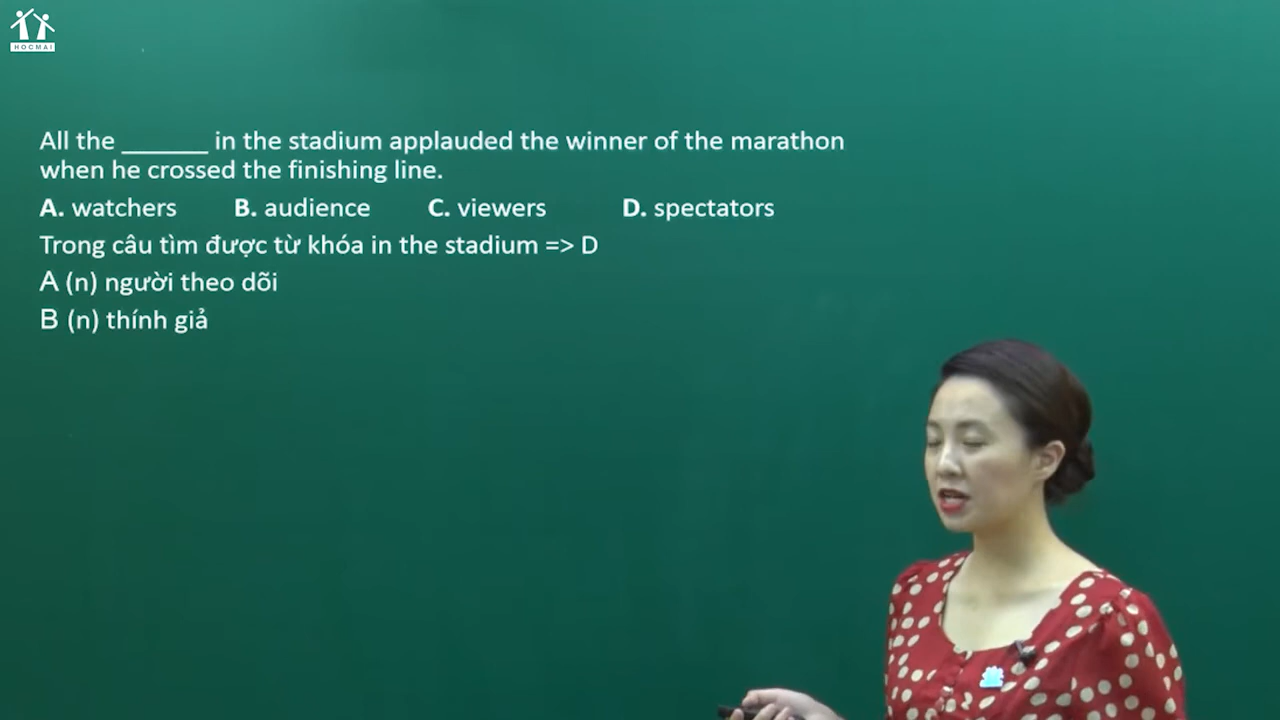 HOCMAI
All the _______ in the stadium applauded the winner of the marathon
when he crossed the finishing line.
A. watchers B. audience C. viewers D. spectators
Trong câu tìm được từ khóa in the stadium => D
A (n) người theo dõi
B (n) thính giả